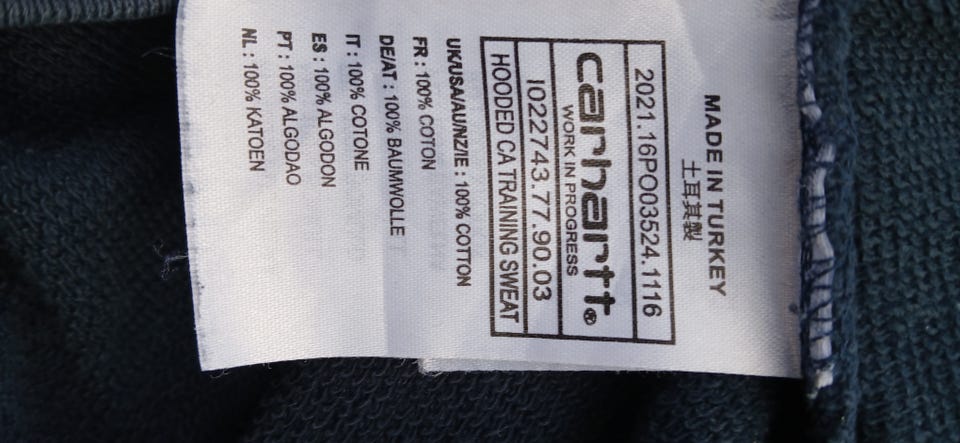 MADE IN TURKEY
土耳其製
2021.16PO03524.1116
carhartt®
WORK IN PROGRESS
I022743.77.90.03
HOODED CA TRAINING SWEAT
UK/USA/AU/NZ/IE : 100% COTTON
FR : 100% COTON
DE/AT : 100% BAUMWOLLE
IT : 100% COTONE
ES : 100% ALGODON
PT : 100% ALGODAO
NL : 100% KATOEN